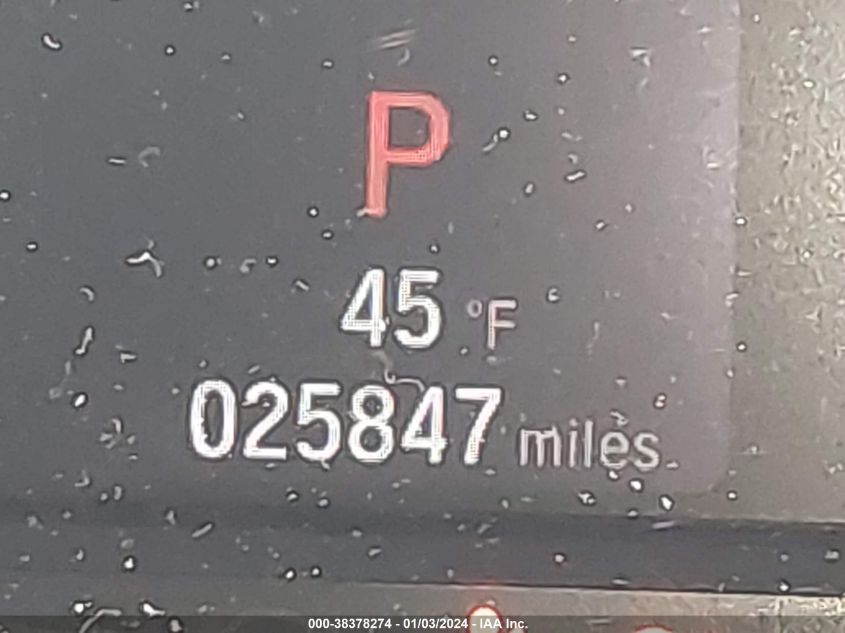 P
45 °F
025847 miles
000-38378274 - 01/03/2024 - IAA Inc.